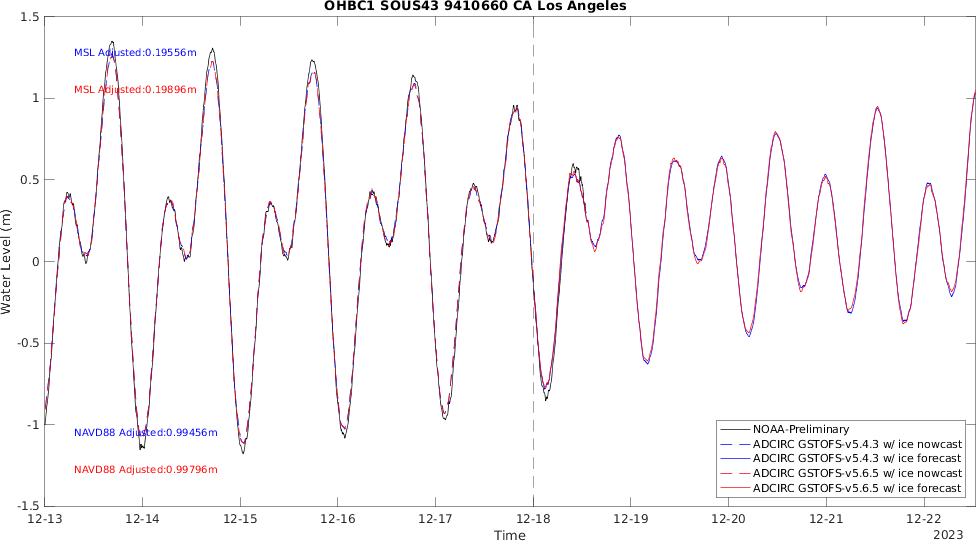 OHBC1 SOUS43 9410660 CA Los Angeles
1.5
1
0.5
0
-0.5
-1
-1.5
Water Level (m)
MSL Adjusted:0.19556m
MSL Adjusted:0.19896m
NAVD88 Adjusted:0.99456m
NAVD88 Adjusted:0.99796m
NOAA-Preliminary
ADCIRC GSTOFS-v5.4.3 w/ ice nowcast
ADCIRC GSTOFS-v5.4.3 w/ ice forecast
ADCIRC GSTOFS-v5.6.5 w/ ice nowcast
ADCIRC GSTOFS-v5.6.5 w/ ice forecast
12-13 12-14 12-15 12-16 12-17 12-18 12-19 12-20 12-21 12-22
Time
2023